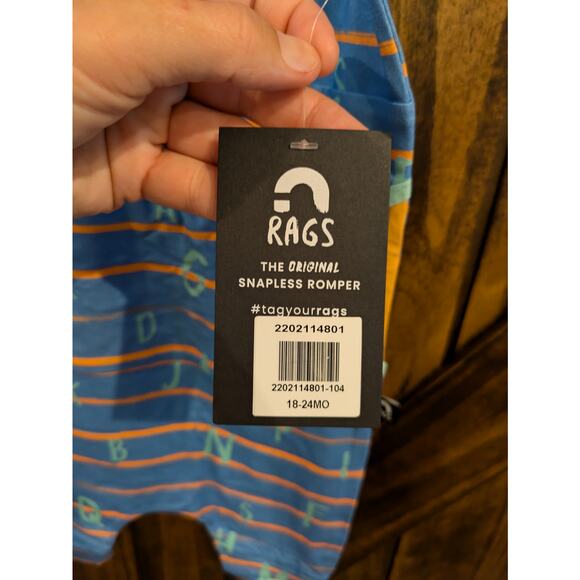 RAGS
THE ORIGINAL
SNAPLESS ROMPER
#tagyourrags
2202114801
2202114801-104
18-24MO
G
D
J
K
B
N
I
Q
S
F